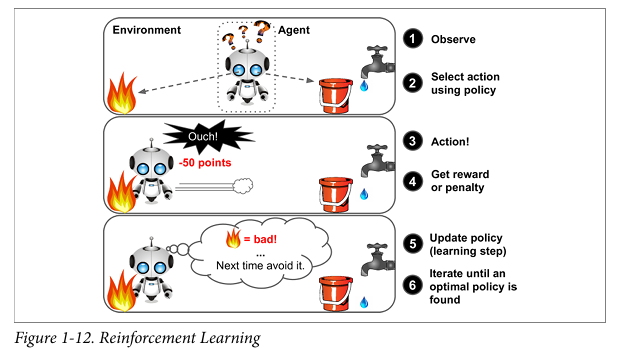 Environment
Agent
? ? ?
1 Observe
2 Select action
using policy
Ouch!
-50 points
3 Action!
4 Get reward
or penalty
= bad!
...
Next time avoid it.
5 Update policy
(learning step)
6 Iterate until an
optimal policy is
found
Figure 1-12. Reinforcement Learning